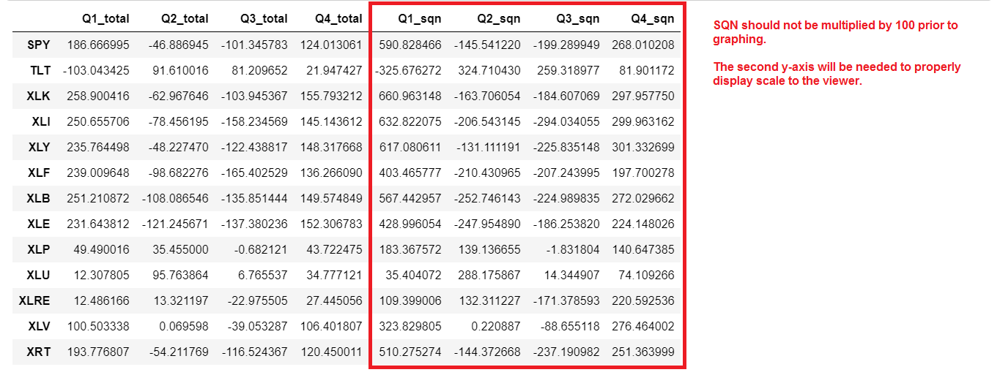 Q1_total Q2_total Q3_total Q4_total Q1_sqn Q2_sqn Q3_sqn Q4_sqn
SPY 186.666995 -46.886945 -101.345783 124.013061 590.828466 -145.541220 -199.289949 268.010208
TLT -103.043425 91.610016 81.209652 21.947427 -325.676272 324.710430 259.318977 81.901172
XLK 258.900416 -62.967646 -103.945367 155.793212 660.963148 -163.706054 -184.607069 297.957750
XLI 250.655706 -78.456195 -158.234569 145.143612 632.822075 -206.543145 -294.034055 299.963162
XLY 235.764498 -48.227470 -122.438817 148.317668 617.080611 -131.111191 -225.835148 301.332699
XLF 239.009648 -98.682276 -165.402529 136.266090 403.465777 -210.430965 -207.243995 197.700278
XLB 251.210872 -108.086546 -135.851444 149.574849 567.442957 -252.746143 -224.989835 272.029662
XLE 231.643812 -121.245671 -137.380236 152.306783 428.996054 -247.954890 -186.253820 224.148026
XLP 49.490016 35.455000 -0.682121 43.722475 183.367572 139.136655 -1.831804 140.647385
XLU 12.307805 95.763864 6.765537 34.777121 35.404072 288.175867 14.344907 74.109266
XLRE 12.486166 13.321197 -22.975505 27.445056 109.399006 132.311227 -171.378593 220.592536
XLV 100.503338 0.069598 -39.053287 106.401807 323.829805 0.220887 -88.655118 276.464002
XRT 193.776807 -54.211769 -116.524367 120.450011 510.275274 -144.372668 -237.190982 251.363999
SQN should not be multiplied by 100 prior to
graphing.
The second y-axis will be needed to properly
display scale to the viewer.